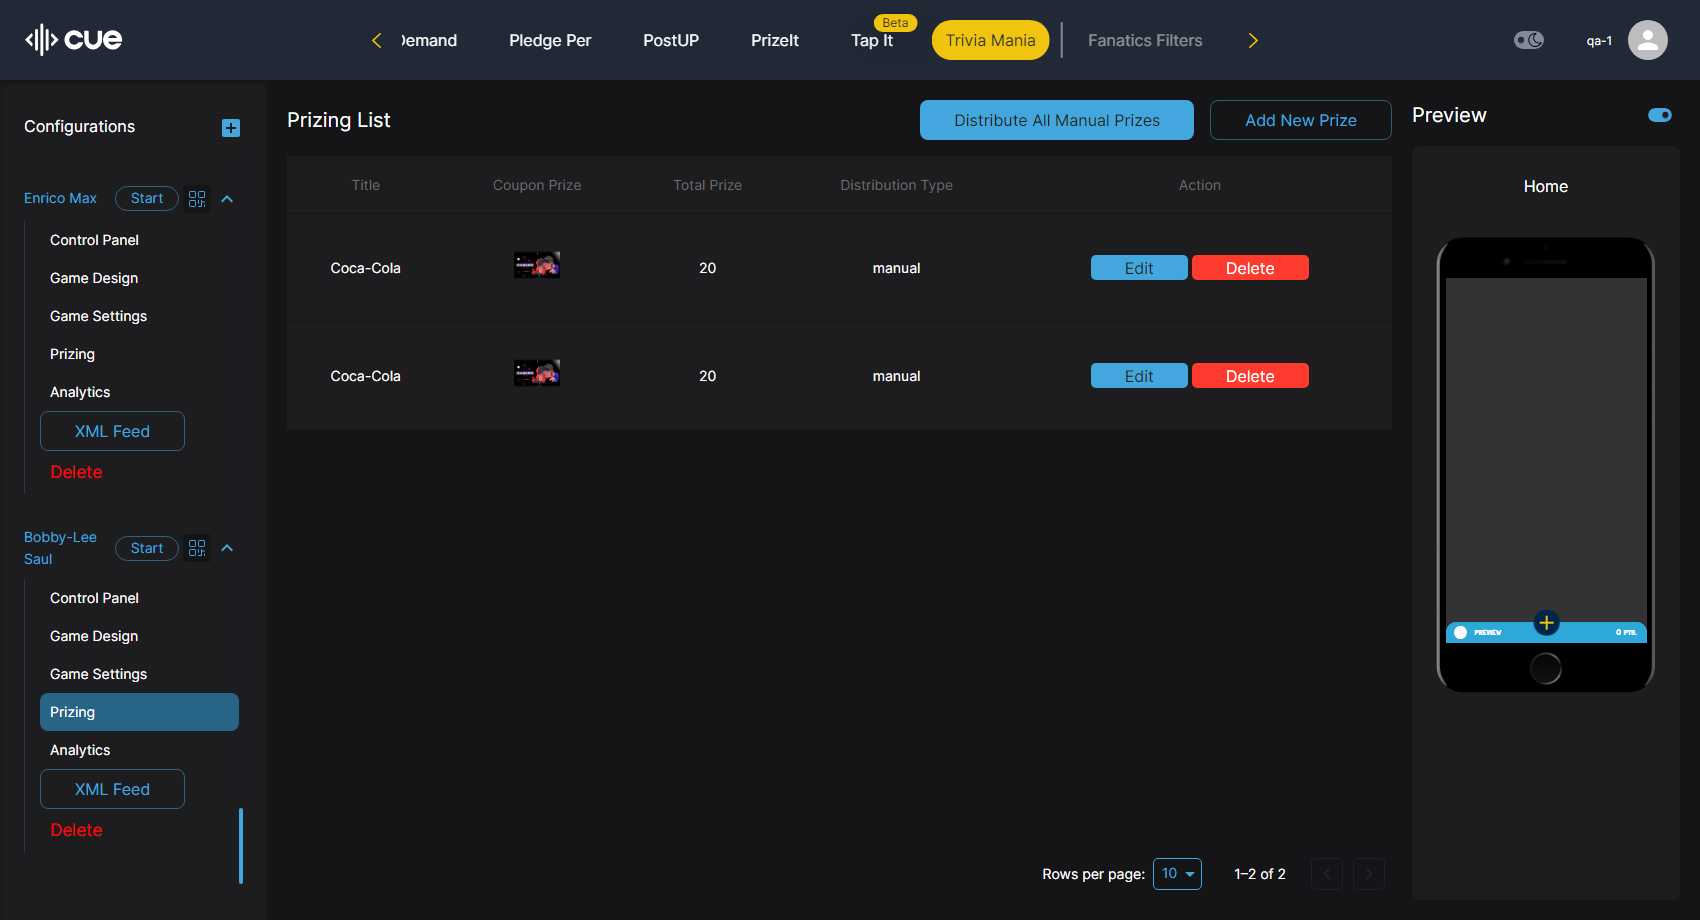 cue
Demand
Pledge Per
PostUP
PrizeIt
Tap It
Beta
Trivia Mania
Fanatics Filters
qa-1
Configurations
Enrico Max
Start
Control Panel
Game Design
Game Settings
Prizing
Analytics
XML Feed
Delete
Bobby-Lee
Saul
Start
Control Panel
Game Design
Game Settings
Prizing
Analytics
XML Feed
Delete
Prizing List
Distribute All Manual Prizes
Add New Prize
Title Coupon Prize Total Prize Distribution Type Action
Coca-Cola 20 manual Edit Delete
Coca-Cola 20 manual Edit Delete
Rows per page: 10 1–2 of 2
Preview
Home
PREVIEW 0 PTS.